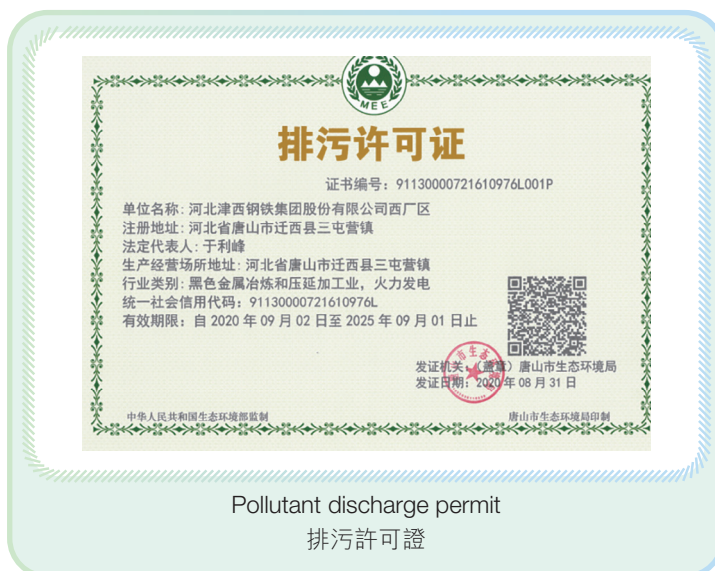 MEE
排污许可证
证书编号：91130000721610976L001P
单位名称：河北津西钢铁集团股份有限公司西厂区
注册地址：河北省唐山市迁西县三屯营镇
法定代表人：于利峰
生产经营场所地址：河北省唐山市迁西县三屯营镇
行业类别：黑色金属冶炼和压延加工业，火力发电
统一社会信用代码：91130000721610976L
有效期限：自 2020 年 09 月 02 日至 2025 年 09 月 01 日止
发证机关：（盖章）唐山市生态环境局
发证日期：2020 年 08 月 31 日
中华人民共和国生态环境部监制
唐山市生态环境局印制
Pollutant discharge permit
排污許可證